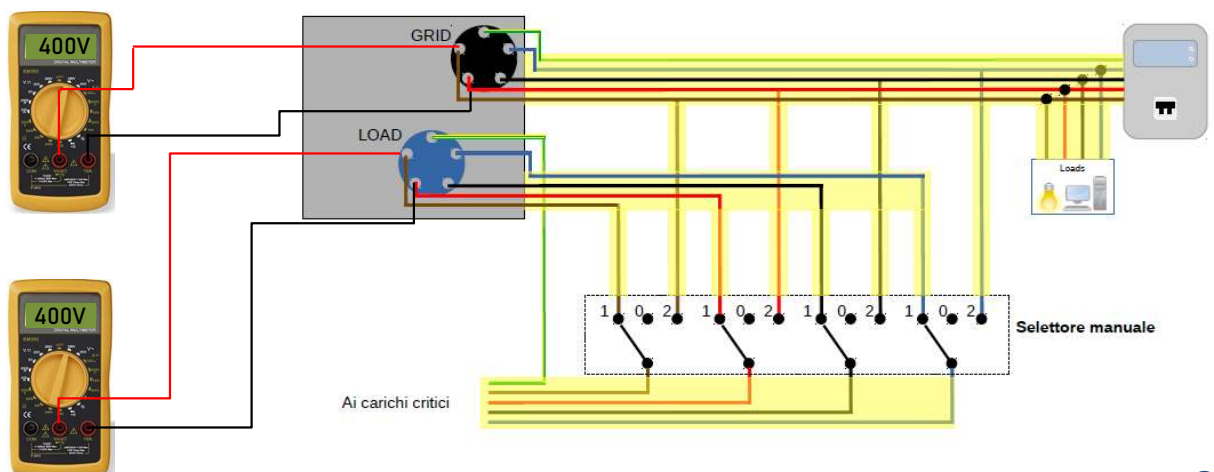 400V
GRID
LOAD
Loads
400V
1 0 2 1 0 2 1 0 2 1 0 2
Selettore manuale
Ai carichi critici